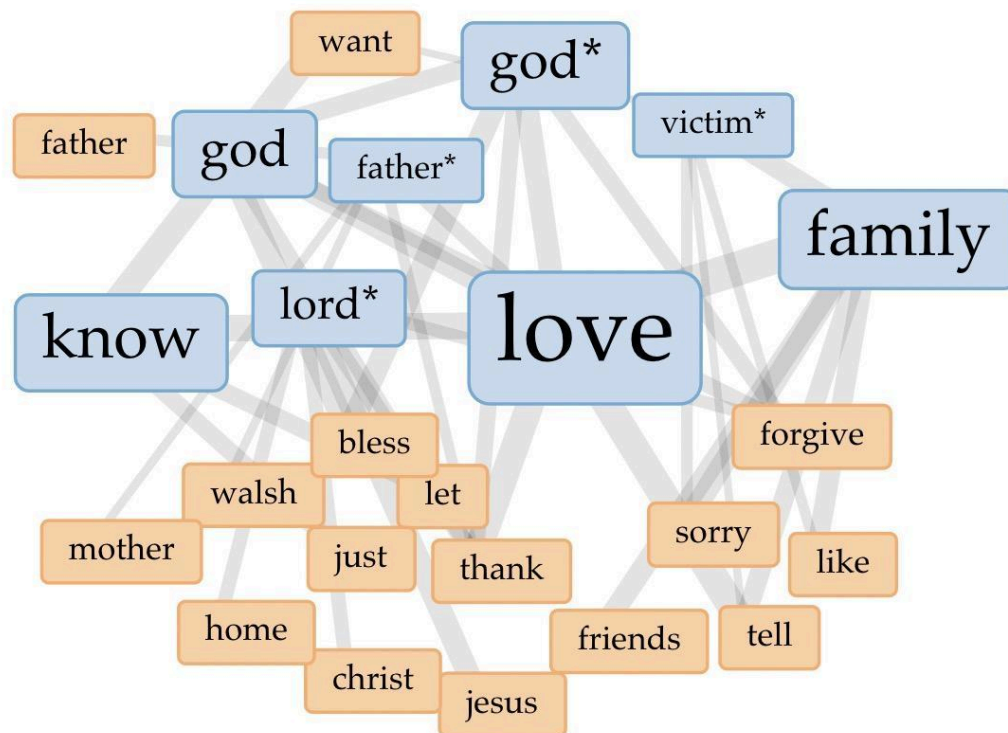 want
god*
victim*
father
god
father*
family
know
lord*
love
bless
forgive
walsh
let
sorry
mother
just
thank
like
home
friends
tell
christ
jesus